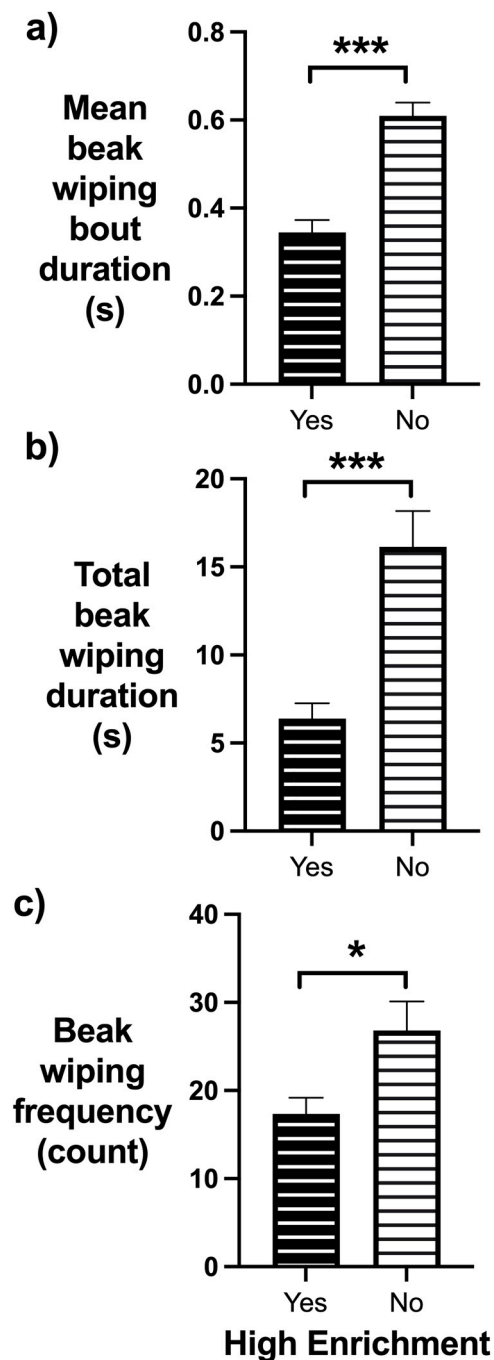 a)
Mean
beak
wiping
bout
duration
(s)
0.8
0.6
0.4
0.2
0.0
***
Yes No
b)
Total
beak
wiping
duration
(s)
20
15
10
5
0
***
Yes No
c)
Beak
wiping
frequency
(count)
40
30
20
10
0
*
Yes No
High Enrichment